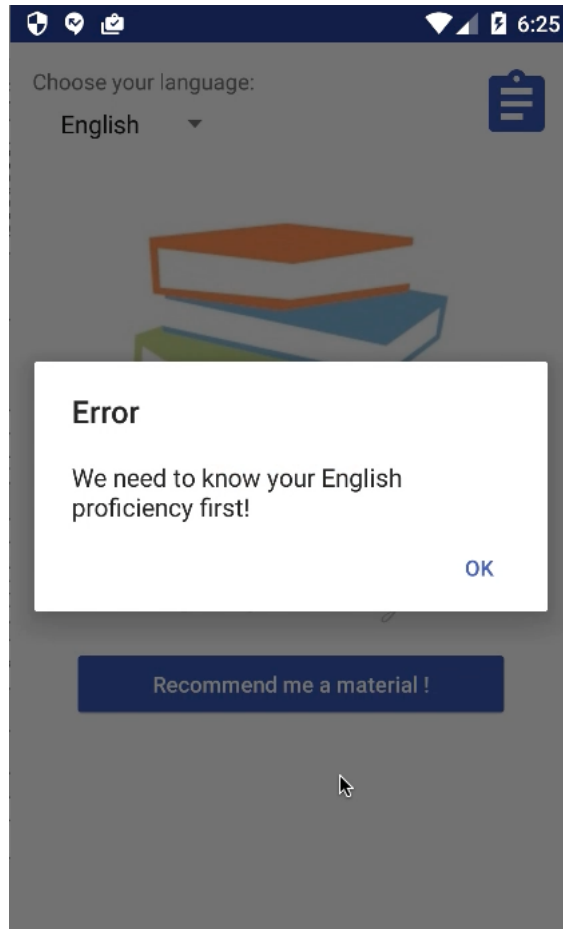 6:25
Choose your language:
English
Error
We need to know your English
proficiency first!
OK
Recommend me a material !